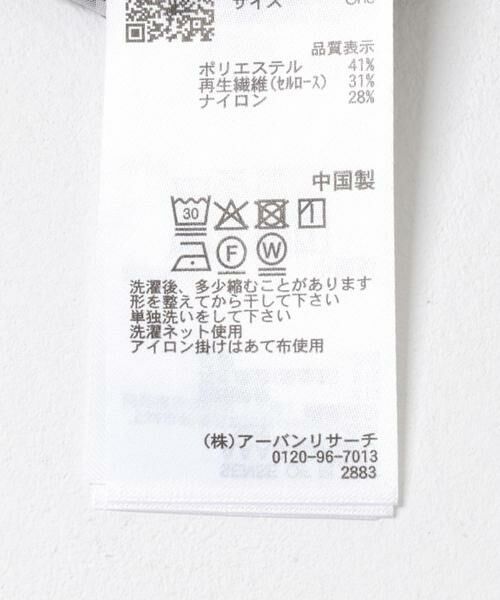 サイズ One
品質表示
ポリエステル 41%
再生繊維(ｾﾙﾛｰｽ) 31%
ナイロン 28%
中国製
30
F W
洗濯後、多少縮むことがあります
形を整えてから干して下さい
単独洗いをして下さい
洗濯ネット使用
アイロン掛けはあて布使用
(株)アーバンリサーチ
0120-96-7013
2883